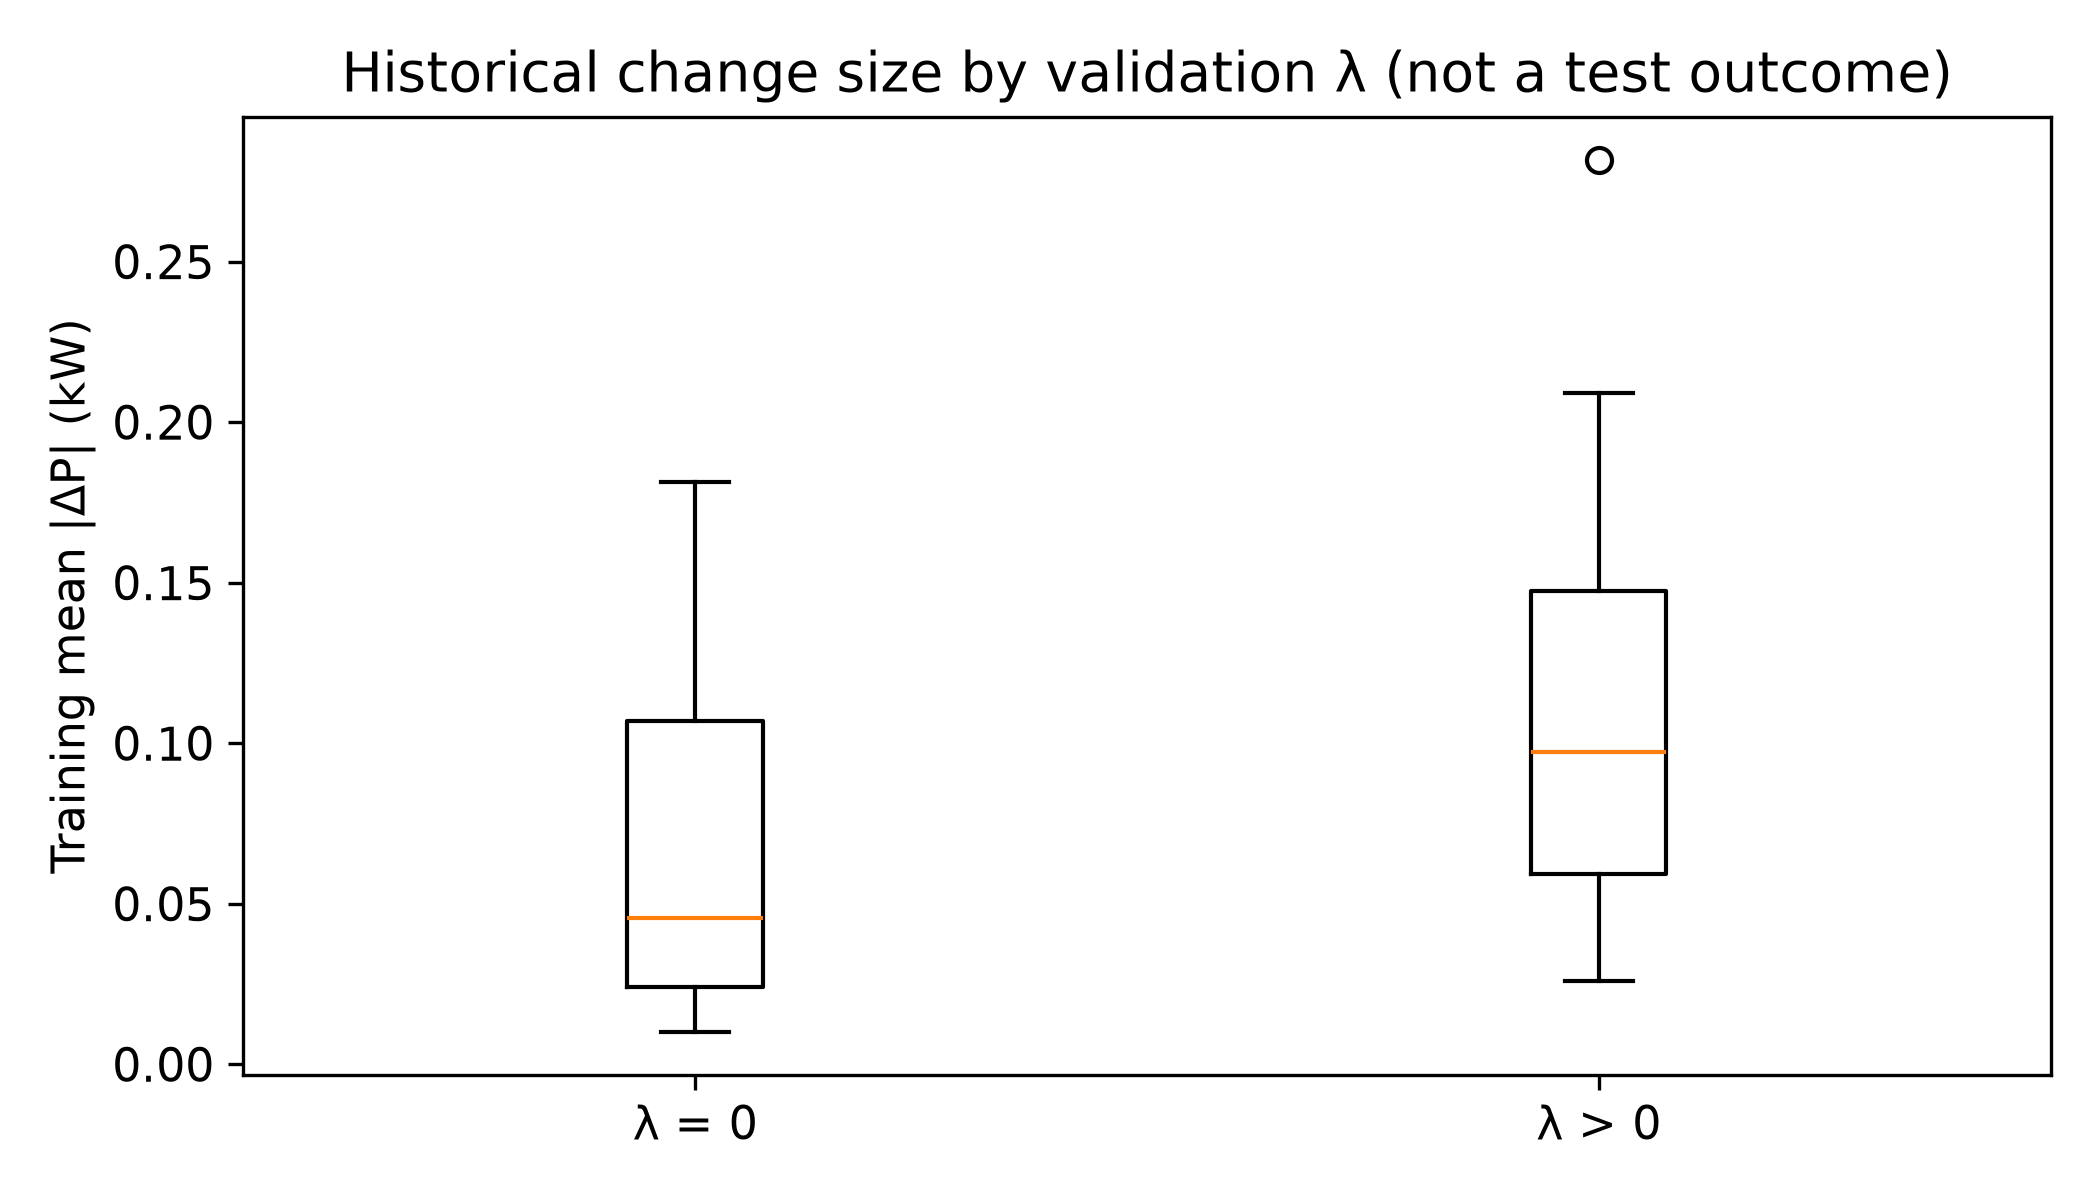 Historical change size by validation λ (not a test outcome)
Training mean |ΔP| (kW)
0.25
0.20
0.15
0.10
0.05
0.00
λ = 0
λ > 0